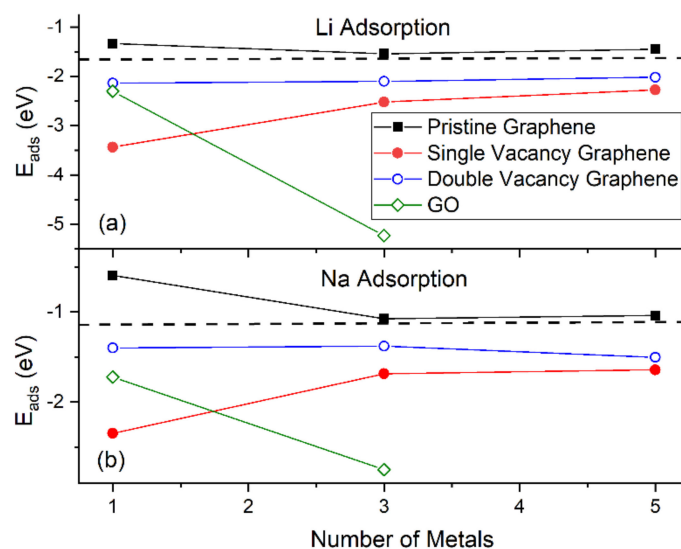 Li Adsorption
-1
-2
-3
-4
-5
E_ads (eV)
Pristine Graphene
Single Vacancy Graphene
Double Vacancy Graphene
GO
(a)
Na Adsorption
-1
-2
E_ads (eV)
(b)
1
2
3
4
5
Number of Metals